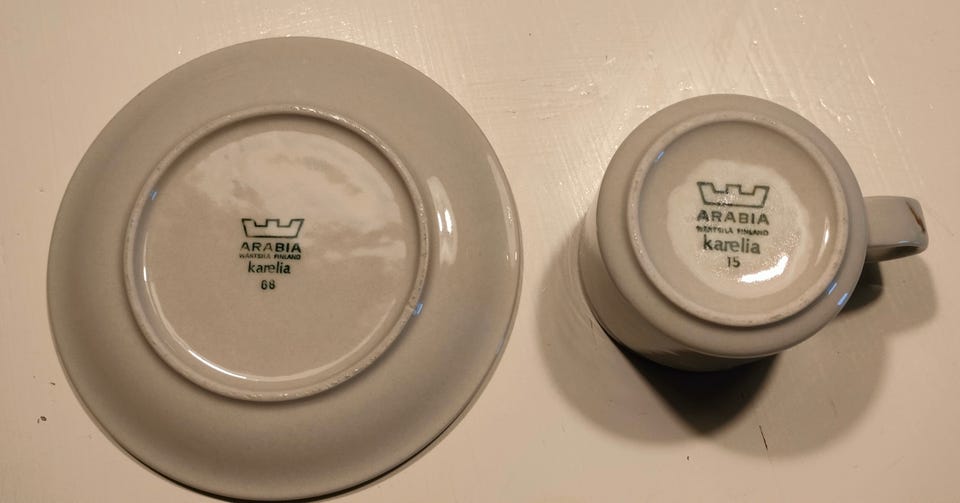 ARABIA
WÄRTSILÄ FINLAND
karelia
68
ARABIA
WÄRTSILÄ FINLAND
karelia
15